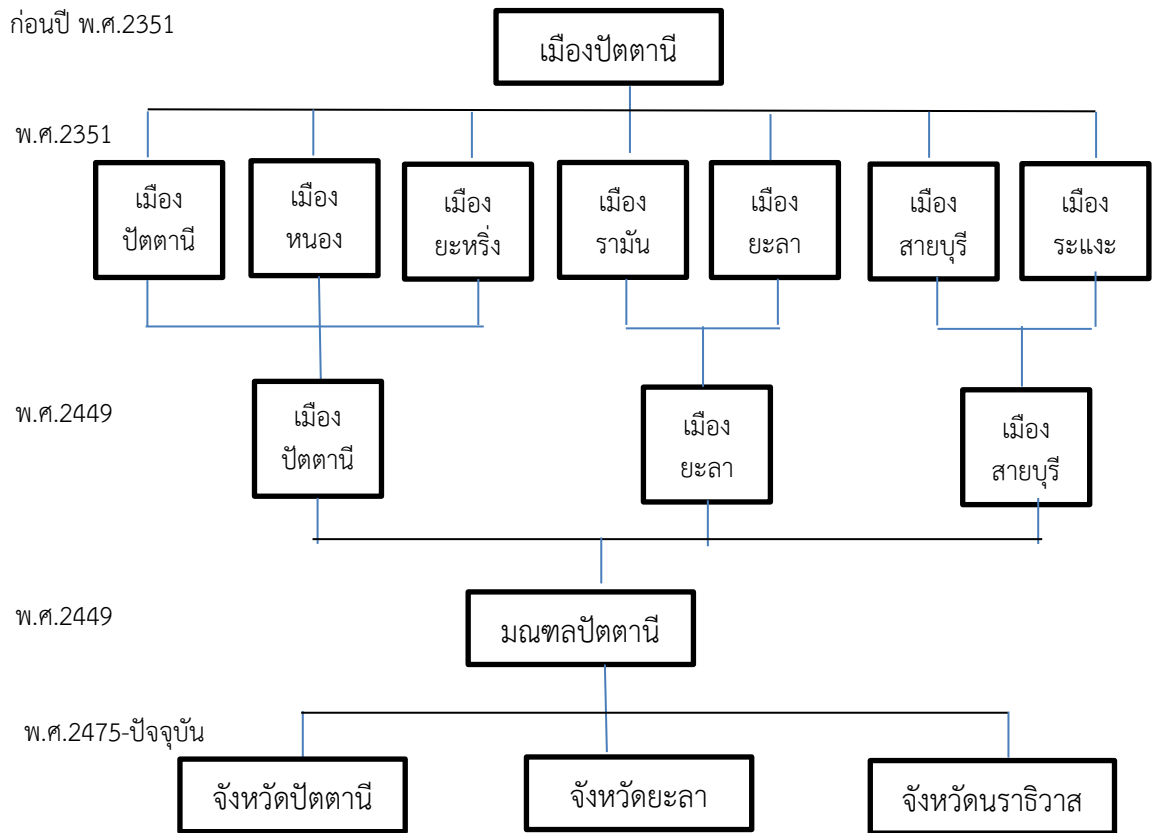 ก่อนปี พ.ศ.2351
เมืองปัตตานี
พ.ศ.2351
เมือง
ปัตตานี
เมือง
หนอง
เมือง
ยะหริ่ง
เมือง
รามัน
เมือง
ยะลา
เมือง
สายบุรี
เมือง
ระแงะ
พ.ศ.2449
เมือง
ปัตตานี
เมือง
ยะลา
เมือง
สายบุรี
พ.ศ.2449
มณฑลปัตตานี
พ.ศ.2475-ปัจจุบัน
จังหวัดปัตตานี
จังหวัดยะลา
จังหวัดนราธิวาส